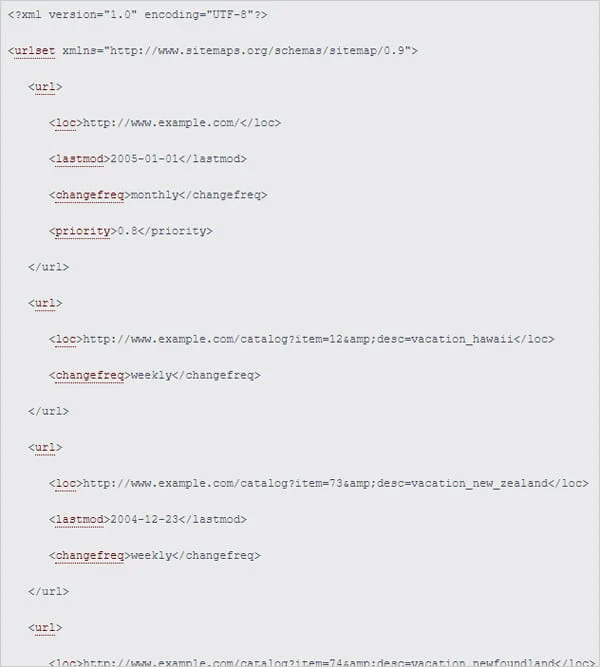 <?xml version="1.0" encoding="UTF-8"?>
<urlset xmlns="http://www.sitemaps.org/schemas/sitemap/0.9">
<url>
<loc>http://www.example.com/</loc>
<lastmod>2005-01-01</lastmod>
<changefreq>monthly</changefreq>
<priority>0.8</priority>
</url>
<url>
<loc>http://www.example.com/catalog?item=12&amp;desc=vacation_hawaii</loc>
<changefreq>weekly</changefreq>
</url>
<url>
<loc>http://www.example.com/catalog?item=73&amp;desc=vacation_new_zealand</loc>
<lastmod>2004-12-23</lastmod>
<changefreq>weekly</changefreq>
</url>
<url>
<loc>http://www.example.com/catalog?item=74&amp;desc=vacation_newfoundland</loc>